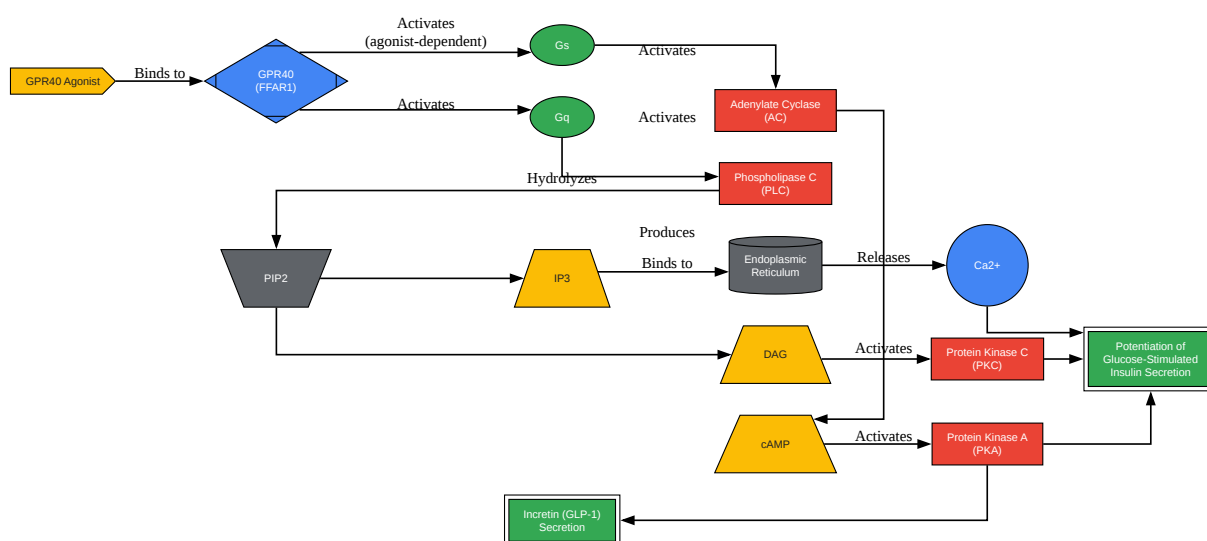 Activates
(agonist-dependent)
Gs
Activates
GPR40 Agonist
Binds to
GPR40
(FFAR1)
Activates
Gq
Activates
Adenylate Cyclase
(AC)
Hydrolyzes
Phospholipase C
(PLC)
Produces
PIP2
IP3
Binds to
Endoplasmic
Reticulum
Releases
Ca2+
DAG
Activates
Protein Kinase C
(PKC)
Potentiation of
Glucose-Stimulated
Insulin Secretion
cAMP
Activates
Protein Kinase A
(PKA)
Incretin (GLP-1)
Secretion